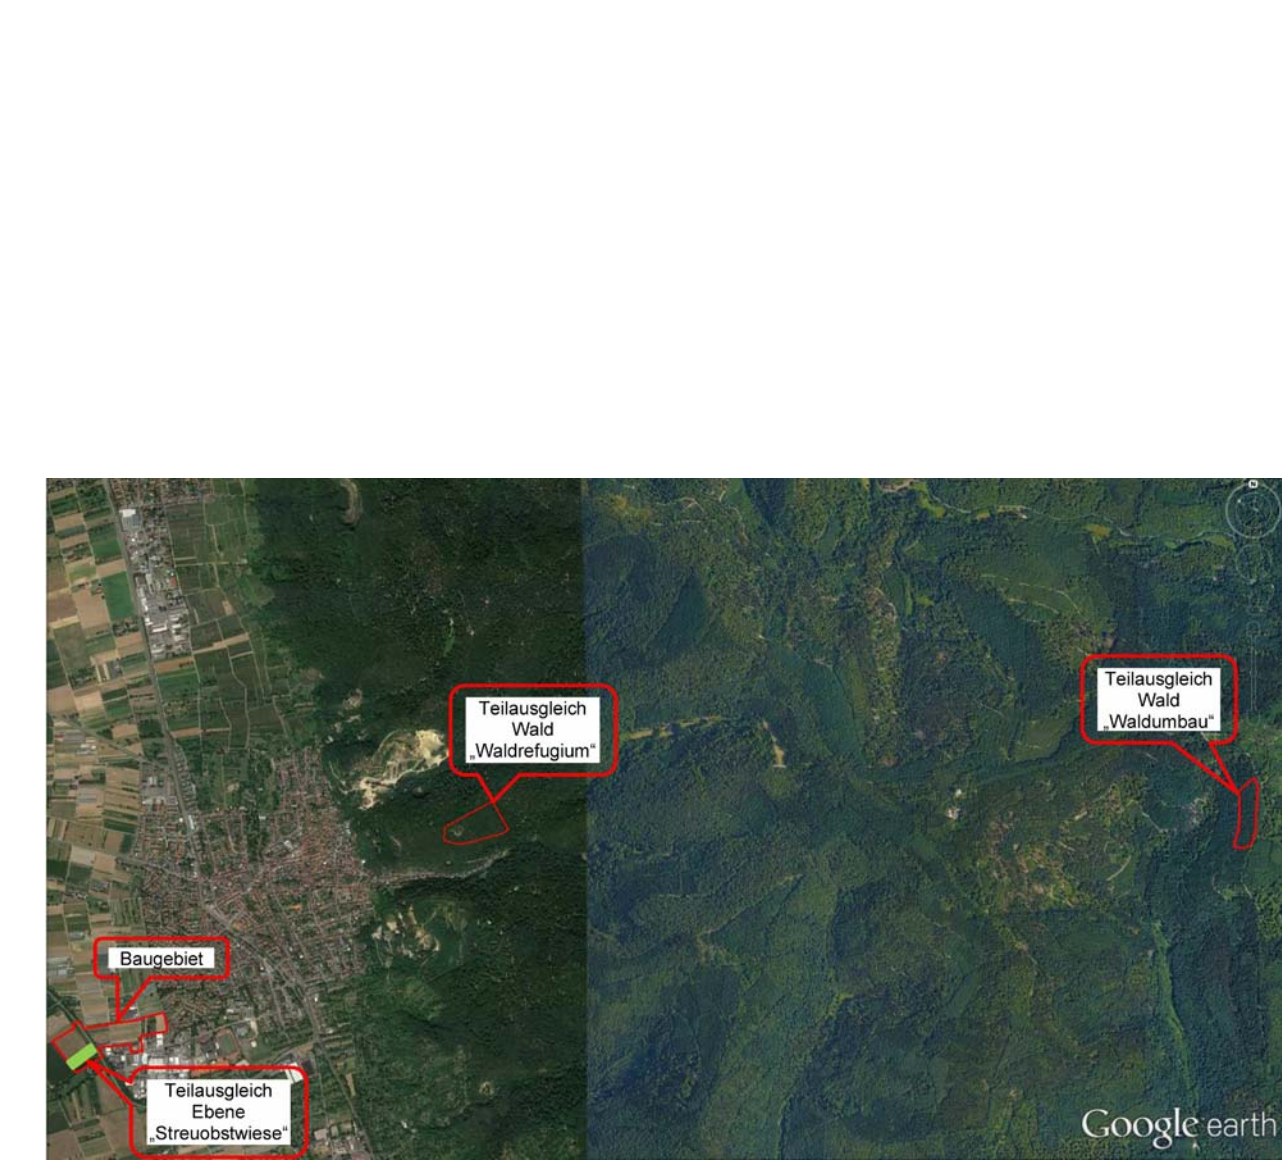 Teilausgleich
Wald
„Waldrefugium“
Teilausgleich
Wald
„Waldumbau“
Baugebiet
Teilausgleich
Ebene
„Streuobstwiese“
Google earth